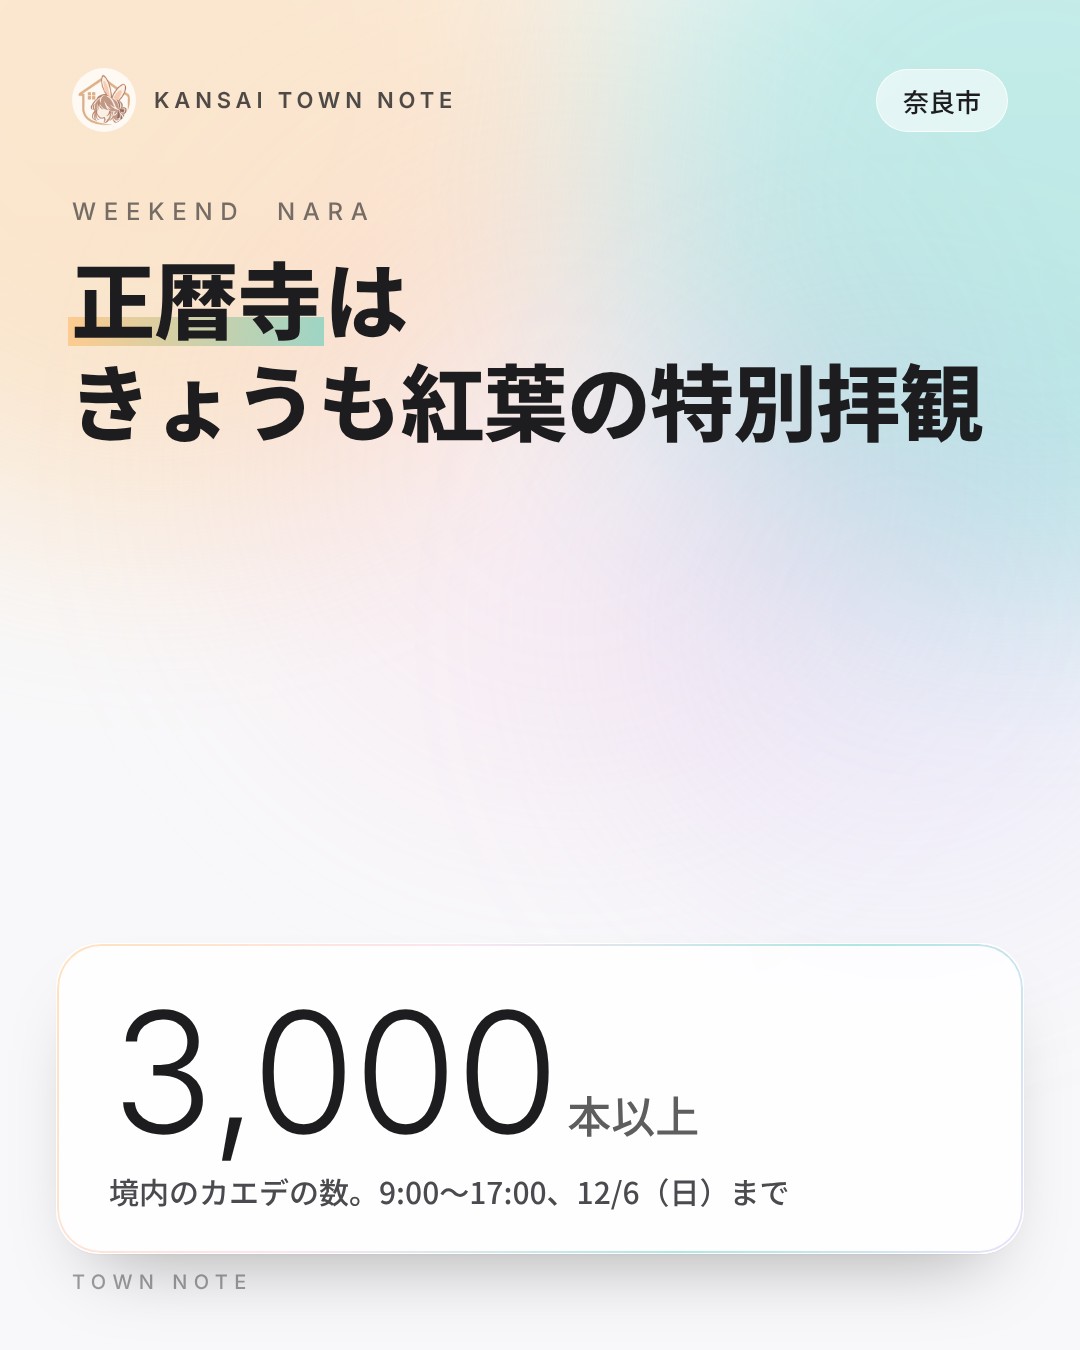 KANSAI TOWN NOTE
奈良市
WEEKEND NARA
正暦寺は
きょうも紅葉の特別拝観
3,000本以上
境内のカエデの数。9:00〜17:00、12/6（日）まで
TOWN NOTE